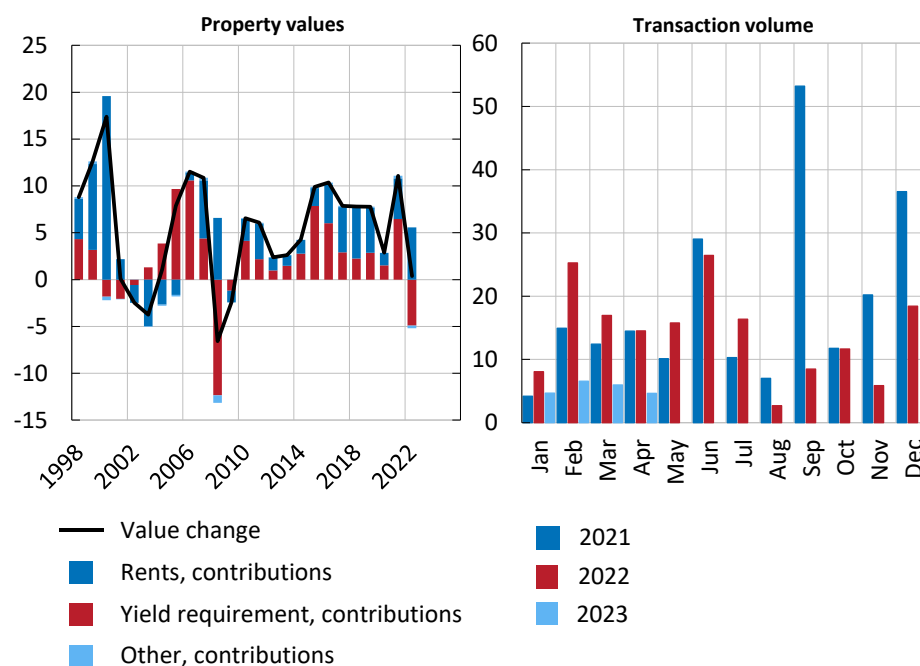 Property values
25
20
15
10
5
0
-5
-10
-15
1998
2002
2006
2010
2014
2018
2022
Value change
Rents, contributions
Yield requirement, contributions
Other, contributions
Transaction volume
60
50
40
30
20
10
0
Jan
Feb
Mar
Apr
May
Jun
Jul
Aug
Sep
Oct
Nov
Dec
2021
2022
2023